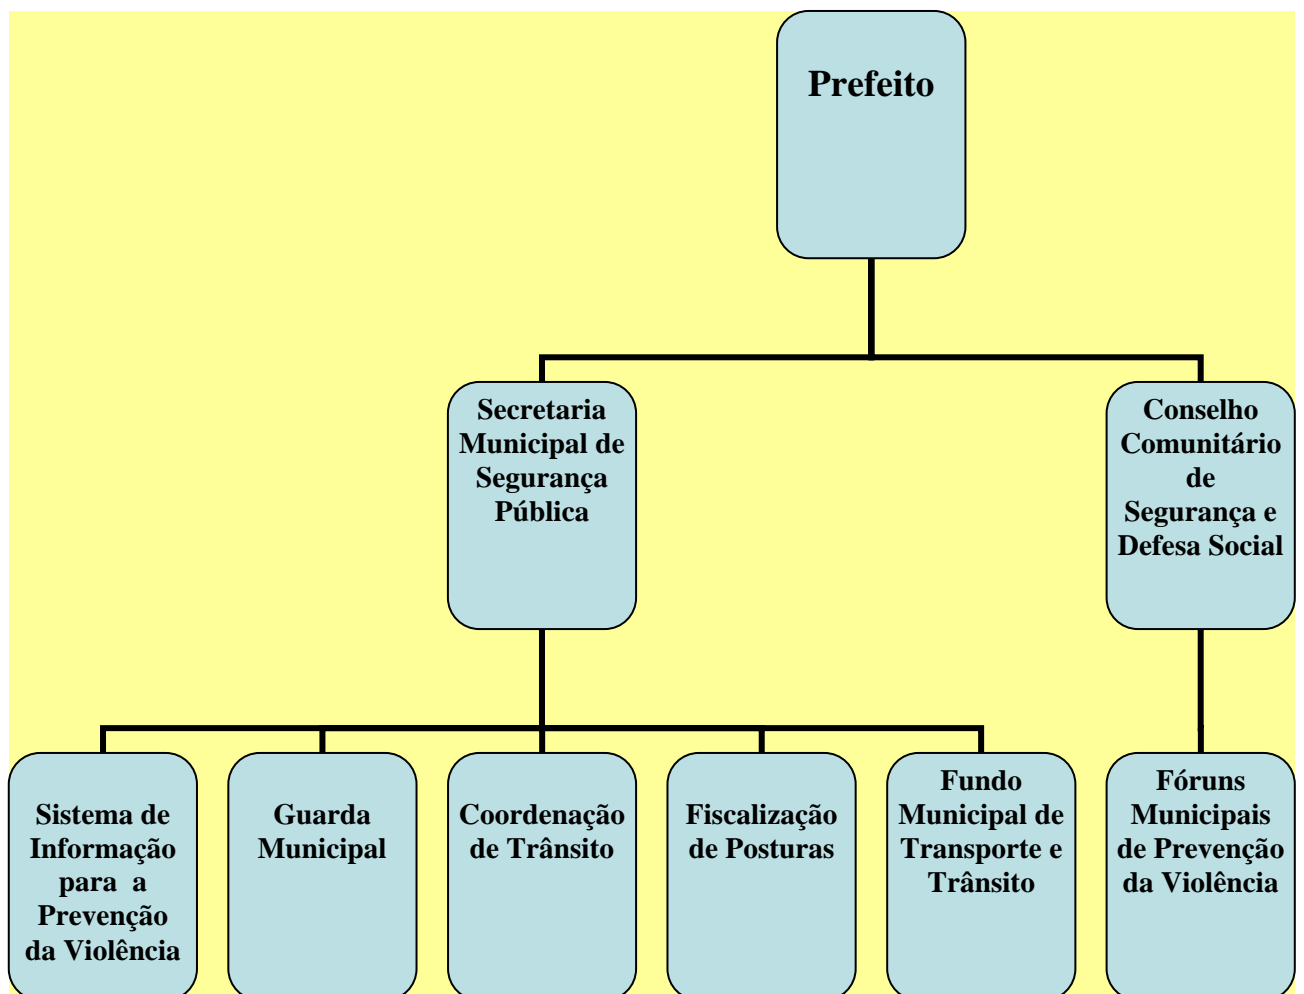 Prefeito
Secretaria
Municipal de
Segurança
Pública
Conselho
Comunitário
de
Segurança e
Defesa Social
Sistema de
Informação
para a
Prevenção
da Violência
Guarda
Municipal
Coordenação
de Trânsito
Fiscalização
de Posturas
Fundo
Municipal de
Transporte e
Trânsito
Fóruns
Municipais
de Prevenção
da Violência